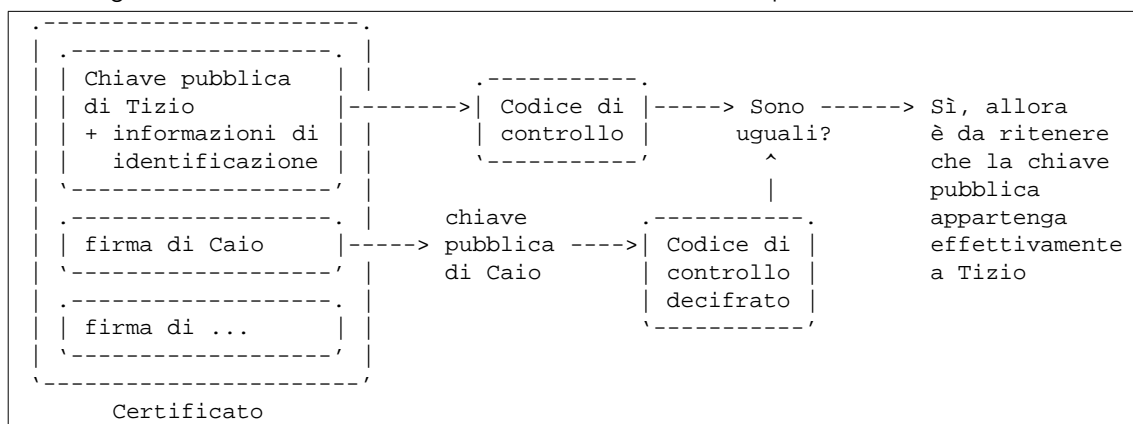 Chiave pubblica
di Tizio
+ informazioni di
identificazione
firma di Caio
firma di ...
Certificato
Codice di
controllo
chiave
pubblica
di Caio
Codice di
controllo
decifrato
Sono
uguali?
Sì, allora
è da ritenere
che la chiave
pubblica
appartenga
effettivamente
a Tizio